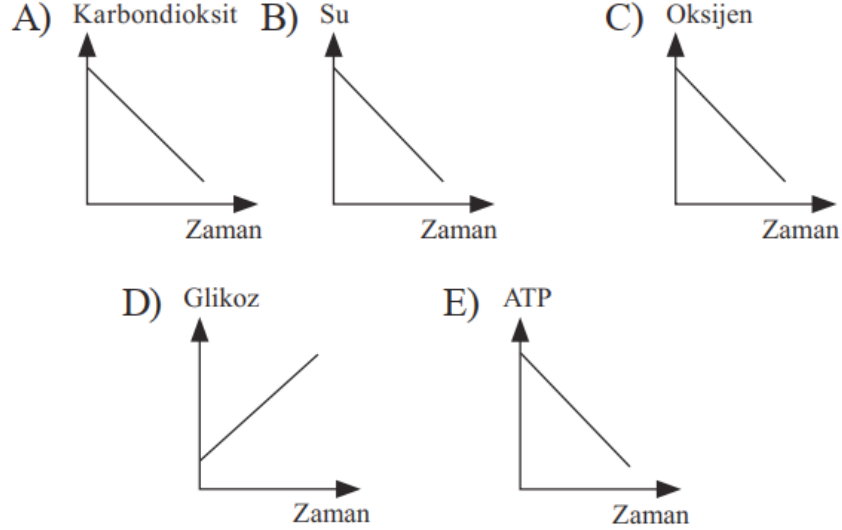 A) Karbondioksit
Zaman
B) Su
Zaman
C) Oksijen
Zaman
D) Glikoz
Zaman
E) ATP
Zaman